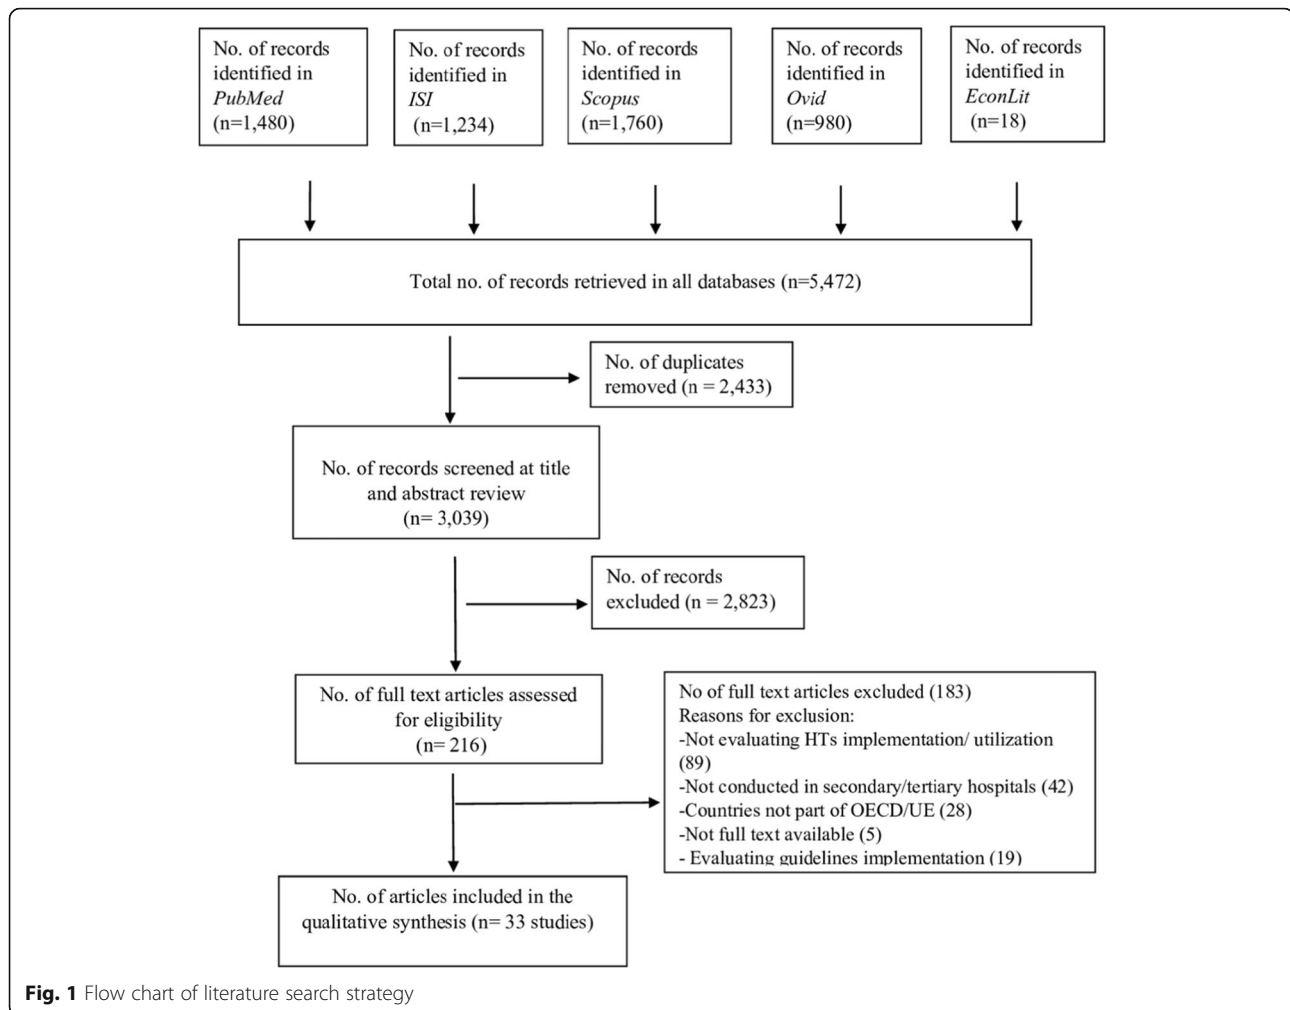 No. of records
identified in
PubMed
(n=1,480)
No. of records
identified in
ISI
(n=1,234)
No. of records
identified in
Scopus
(n=1,760)
No. of records
identified in
Ovid
(n=980)
No. of records
identified in
EconLit
(n=18)
Total no. of records retrieved in all databases (n=5,472)
No. of duplicates
removed (n = 2,433)
No. of records screened at title
and abstract review
(n= 3,039)
No. of records
excluded (n = 2,823)
No. of full text articles assessed
for eligibility
(n= 216)
No of full text articles excluded (183)
Reasons for exclusion:
-Not evaluating HTs implementation/ utilization
(89)
-Not conducted in secondary/tertiary hospitals (42)
-Countries not part of OECD/UE (28)
-Not full text available (5)
- Evaluating guidelines implementation (19)
No. of articles included in the
qualitative synthesis (n= 33 studies)
Fig. 1 Flow chart of literature search strategy